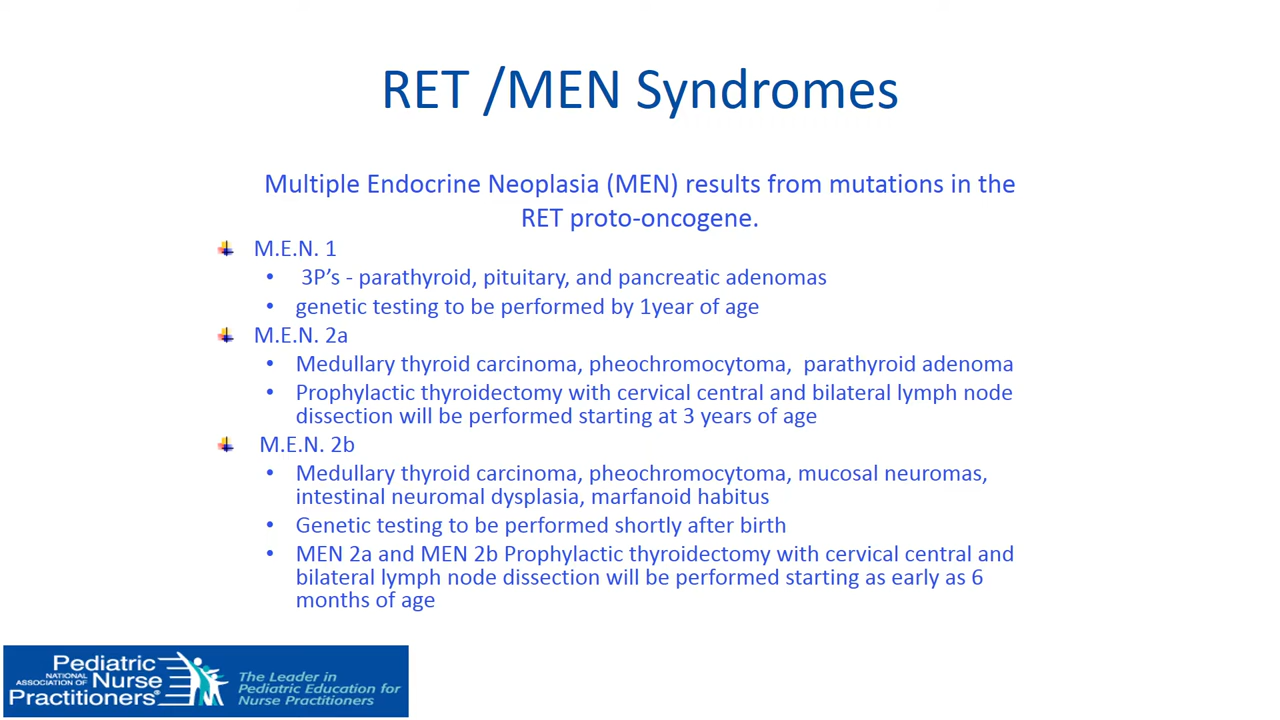 RET /MEN Syndromes
Multiple Endocrine Neoplasia (MEN) results from mutations in the
RET proto-oncogene.
M.E.N. 1
• 3P's - parathyroid, pituitary, and pancreatic adenomas
• genetic testing to be performed by 1year of age
M.E.N. 2a
• Medullary thyroid carcinoma, pheochromocytoma, parathyroid adenoma
• Prophylactic thyroidectomy with cervical central and bilateral lymph node
dissection will be performed starting at 3 years of age
M.E.N. 2b
• Medullary thyroid carcinoma, pheochromocytoma, mucosal neuromas,
intestinal neuromal dysplasia, marfanoid habitus
• Genetic testing to be performed shortly after birth
• MEN 2a and MEN 2b Prophylactic thyroidectomy with cervical central and
bilateral lymph node dissection will be performed starting as early as 6
months of age
Pediatric
NATIONAL ASSOCIATION OF Nurse
Practitioners®
The Leader in
Pediatric Education for
Nurse Practitioners